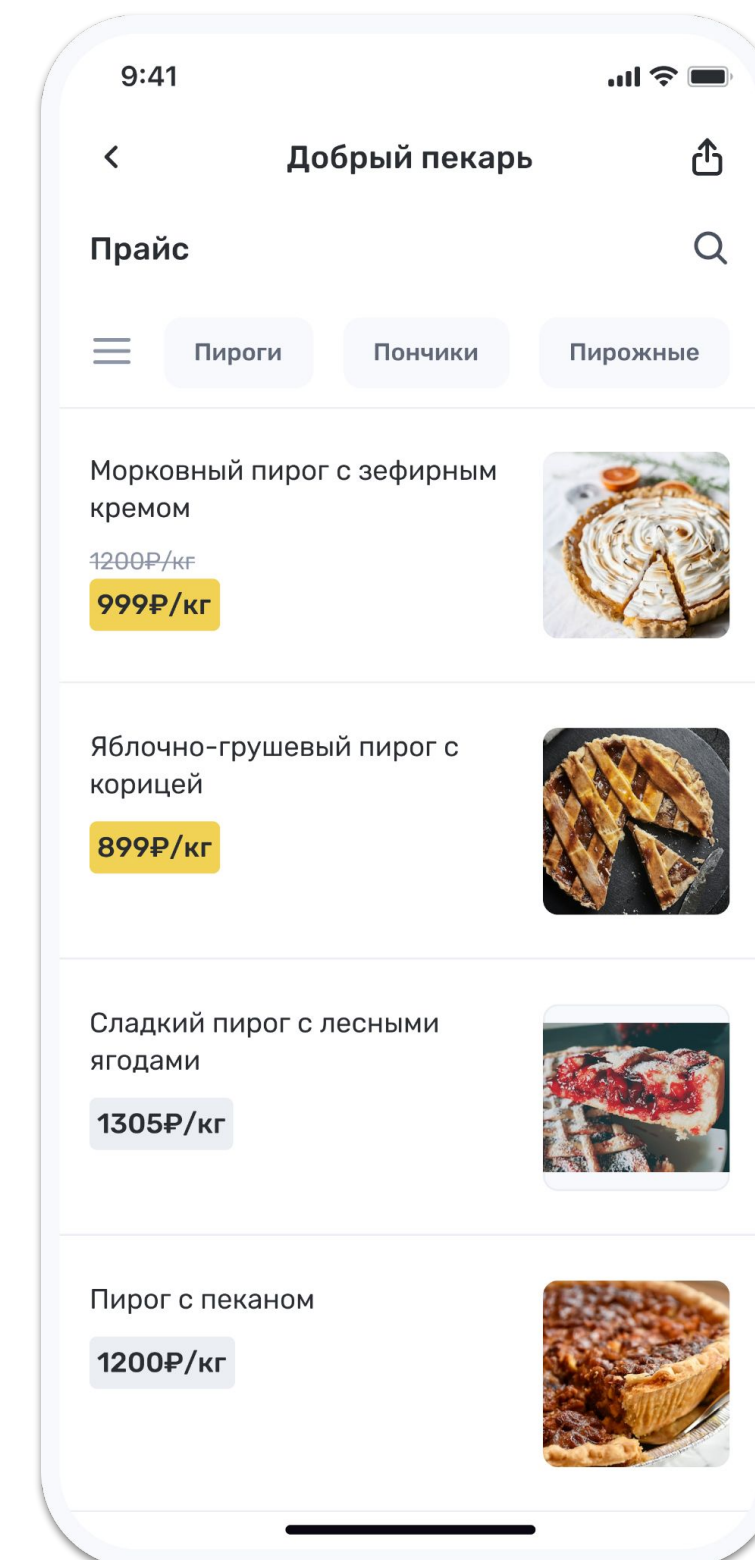 9:41
Добрый пекарь
Прайс
Пироги Пончики Пирожные
Морковный пирог с зефирным
кремом
1200₽/кг
999₽/кг
Яблочно-грушевый пирог с
корицей
899₽/кг
Сладкий пирог с лесными
ягодами
1305₽/кг
Пирог с пеканом
1200₽/кг